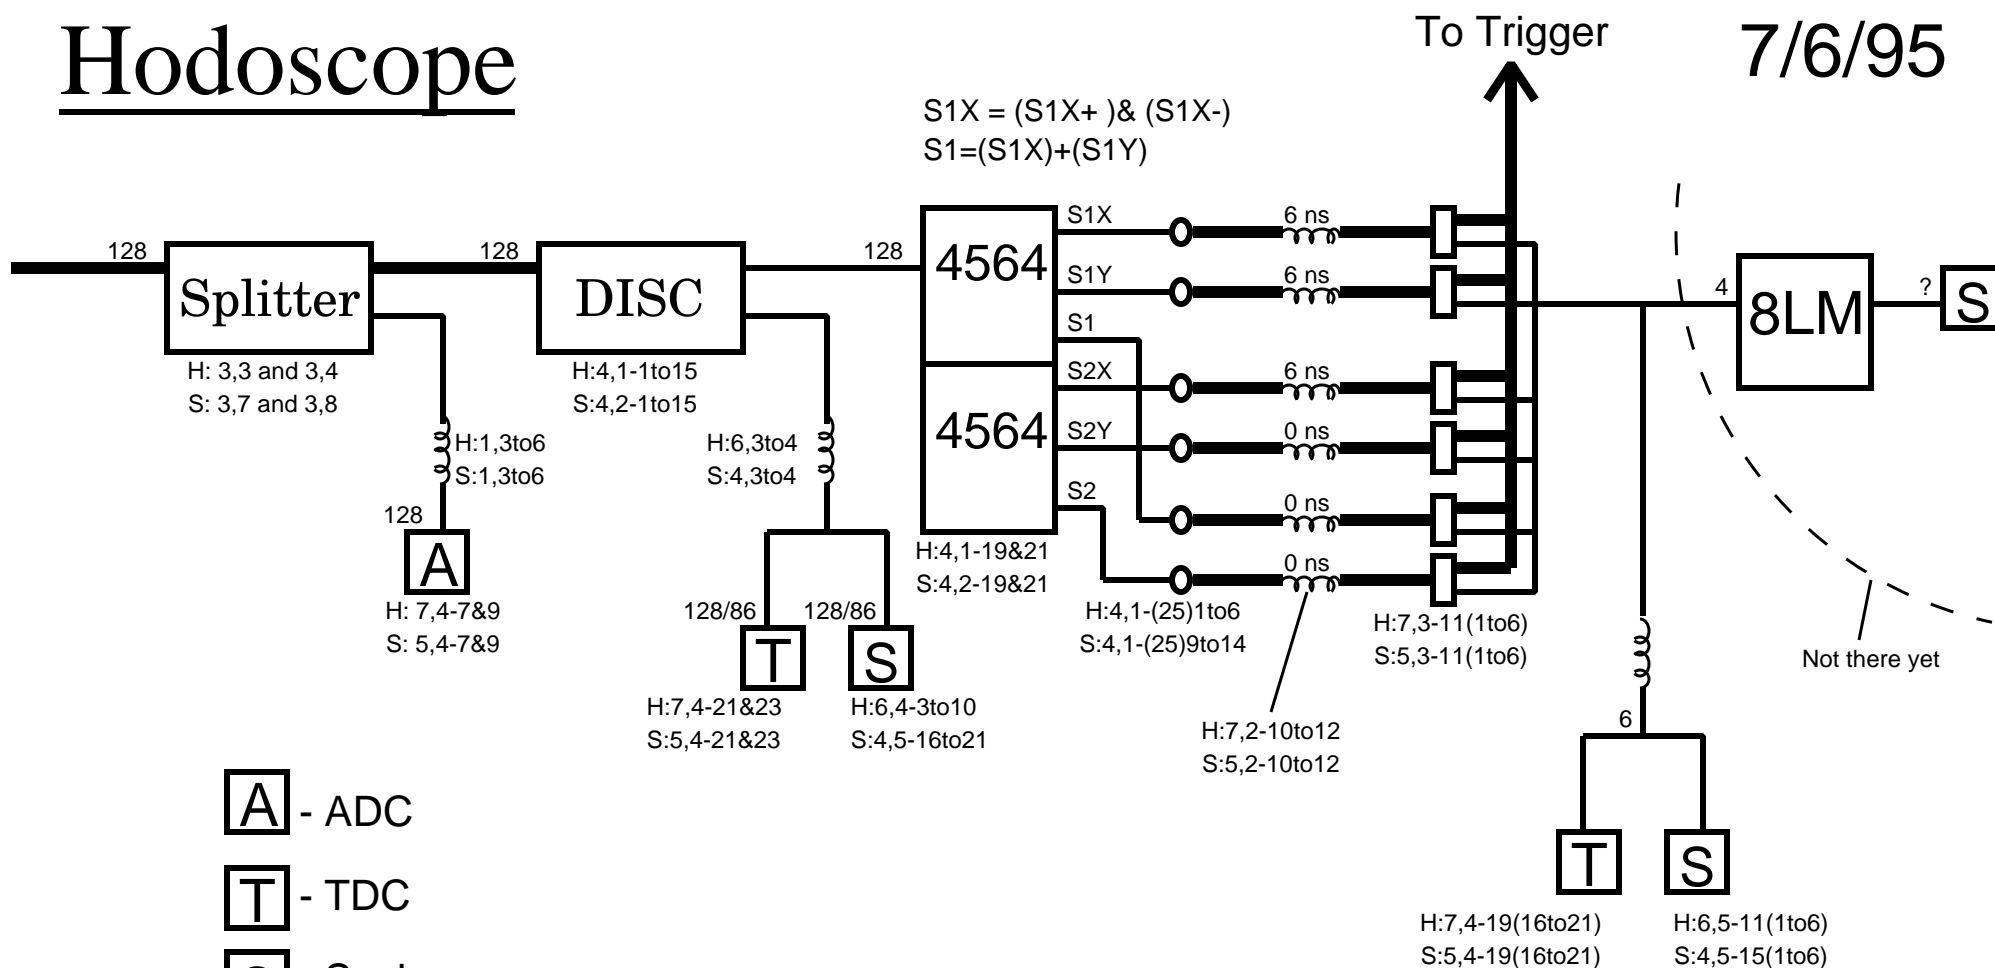 Hodoscope
To Trigger
7/6/95
S1X = (S1X+ )& (S1X-)
S1=(S1X)+(S1Y)
128
Splitter
H: 3,3 and 3,4
S: 3,7 and 3,8
128
DISC
H:4,1-1to15
S:4,2-1to15
128
4564
4564
H:4,1-19&21
S:4,2-19&21
S1X
S1Y
S1
S2X
S2Y
S2
6 ns
6 ns
6 ns
0 ns
0 ns
0 ns
4
8LM
?
S
H:1,3to6
S:1,3to6
128
A
H: 7,4-7&9
S: 5,4-7&9
H:6,3to4
S:4,3to4
128/86
T
H:7,4-21&23
S:5,4-21&23
128/86
S
H:6,4-3to10
S:4,5-16to21
H:4,1-(25)1to6
S:4,1-(25)9to14
H:7,2-10to12
S:5,2-10to12
H:7,3-11(1to6)
S:5,3-11(1to6)
Not there yet
6
T
H:7,4-19(16to21)
S:5,4-19(16to21)
S
H:6,5-11(1to6)
S:4,5-15(1to6)
A - ADC
T - TDC